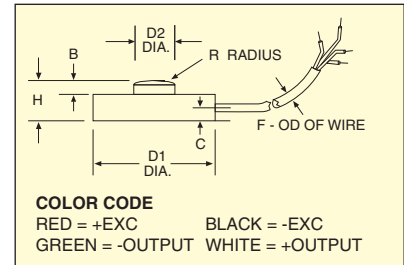 D2
DIA.
B
R RADIUS
H
F - OD OF WIRE
C
D1
DIA.
COLOR CODE
RED = +EXC BLACK = -EXC
GREEN = -OUTPUT WHITE = +OUTPUT